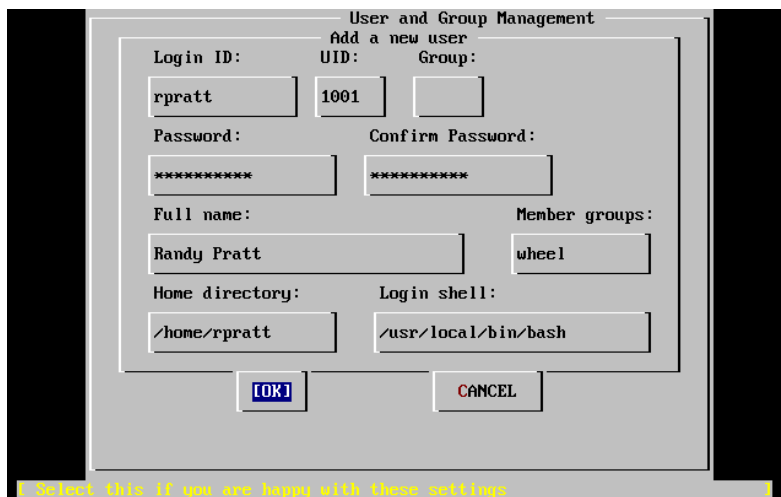 User and Group Management
Add a new user
Login ID: UID: Group:
rpratt 1001
Password: Confirm Password:
********** **********
Full name: Member groups:
Randy Pratt wheel
Home directory: Login shell:
/home/rpratt /usr/local/bin/bash
[OK] CANCEL
[ Select this if you are happy with these settings ]